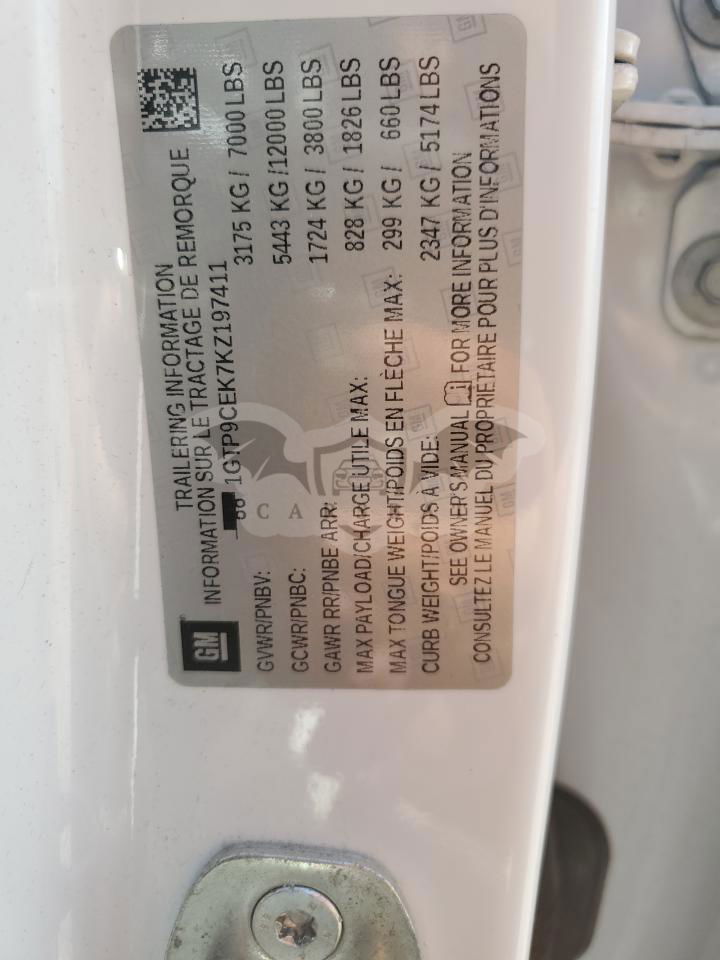 TRAILERING INFORMATION
INFORMATION SUR LE TRACTAGE DE REMORQUE
GM
1GTP9CEK7KZ197411
GVWR/PNBV: 3175 KG / 7000 LBS
GCWR/PNBC: 5443 KG /12000 LBS
GAWR RR/PNBE ARR: 1724 KG / 3800 LBS
MAX PAYLOAD/CHARGE UTILE MAX: 828 KG / 1826 LBS
MAX TONGUE WEIGHT/POIDS EN FLÈCHE MAX: 299 KG / 660 LBS
CURB WEIGHT/POIDS À VIDE: 2347 KG / 5174 LBS
SEE OWNER'S MANUAL FOR MORE INFORMATION
CONSULTEZ LE MANUEL DU PROPRIÉTAIRE POUR PLUS D'INFORMATIONS